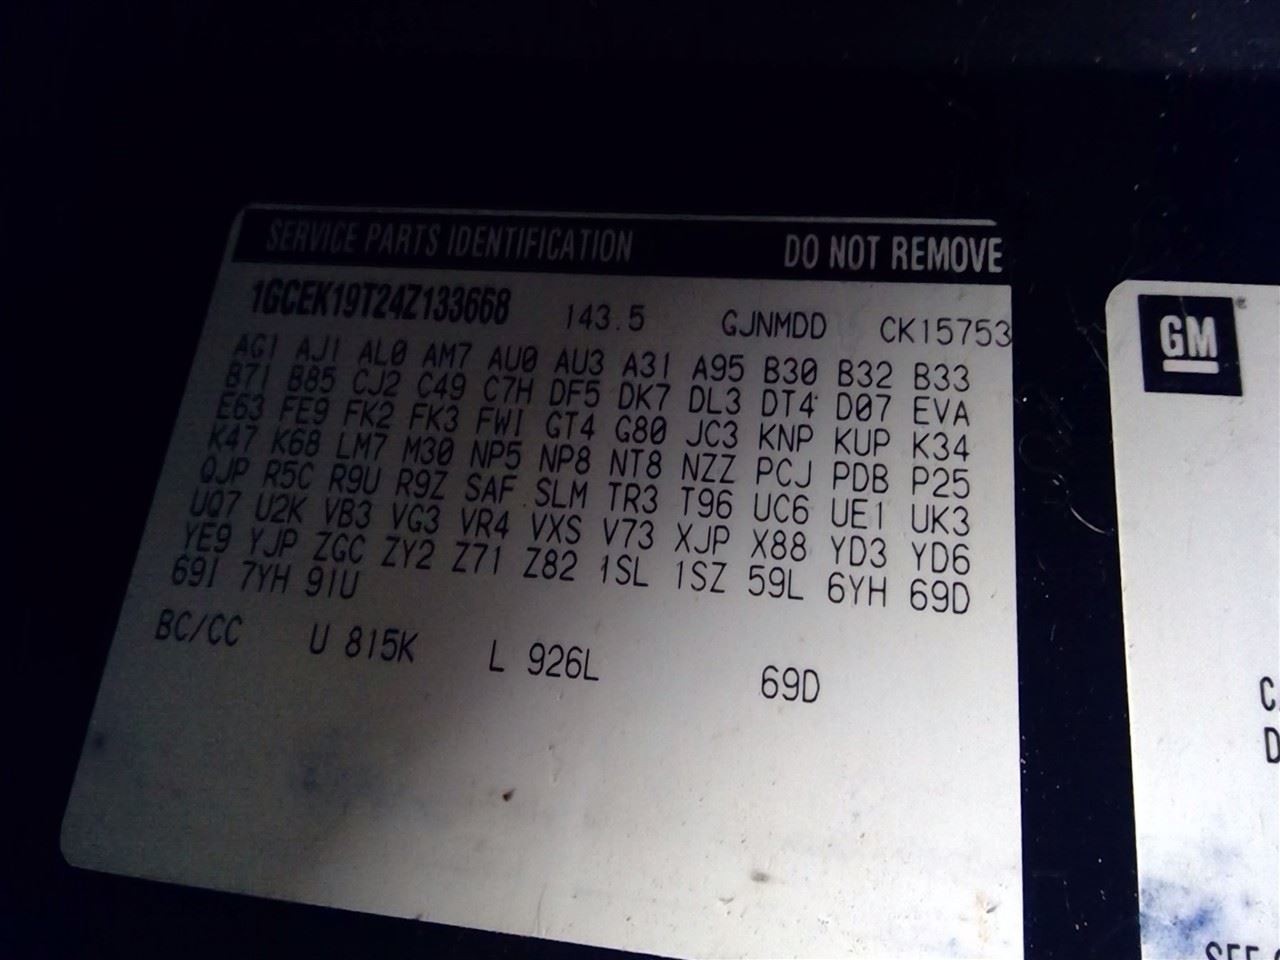 SERVICE PARTS IDENTIFICATION DO NOT REMOVE
1GCEK19T24Z133668 143.5 GJNMDD CK15753
AG1 AJ1 AL0 AM7 AU0 AU3 A31 A95 B30 B32 B33
B71 B85 CJ2 C49 C7H DF5 DK7 DL3 DT4 D07 EVA
E63 FE9 FK2 FK3 FW1 GT4 G80 JC3 KNP KUP K34
K47 K68 LM7 M30 NP5 NP8 NT8 NZZ PCJ PDB P25
QJP R5C R9U R9Z SAF SLM TR3 T96 UC6 UE1 UK3
UQ7 U2K VB3 VG3 VR4 VXS V73 XJP X88 YD3 YD6
YE9 YJP ZGC ZY2 Z71 Z82 1SL 1SZ 59L 6YH 69D
69I 7YH 9IU
BC/CC U 815K L 926L 69D
GM